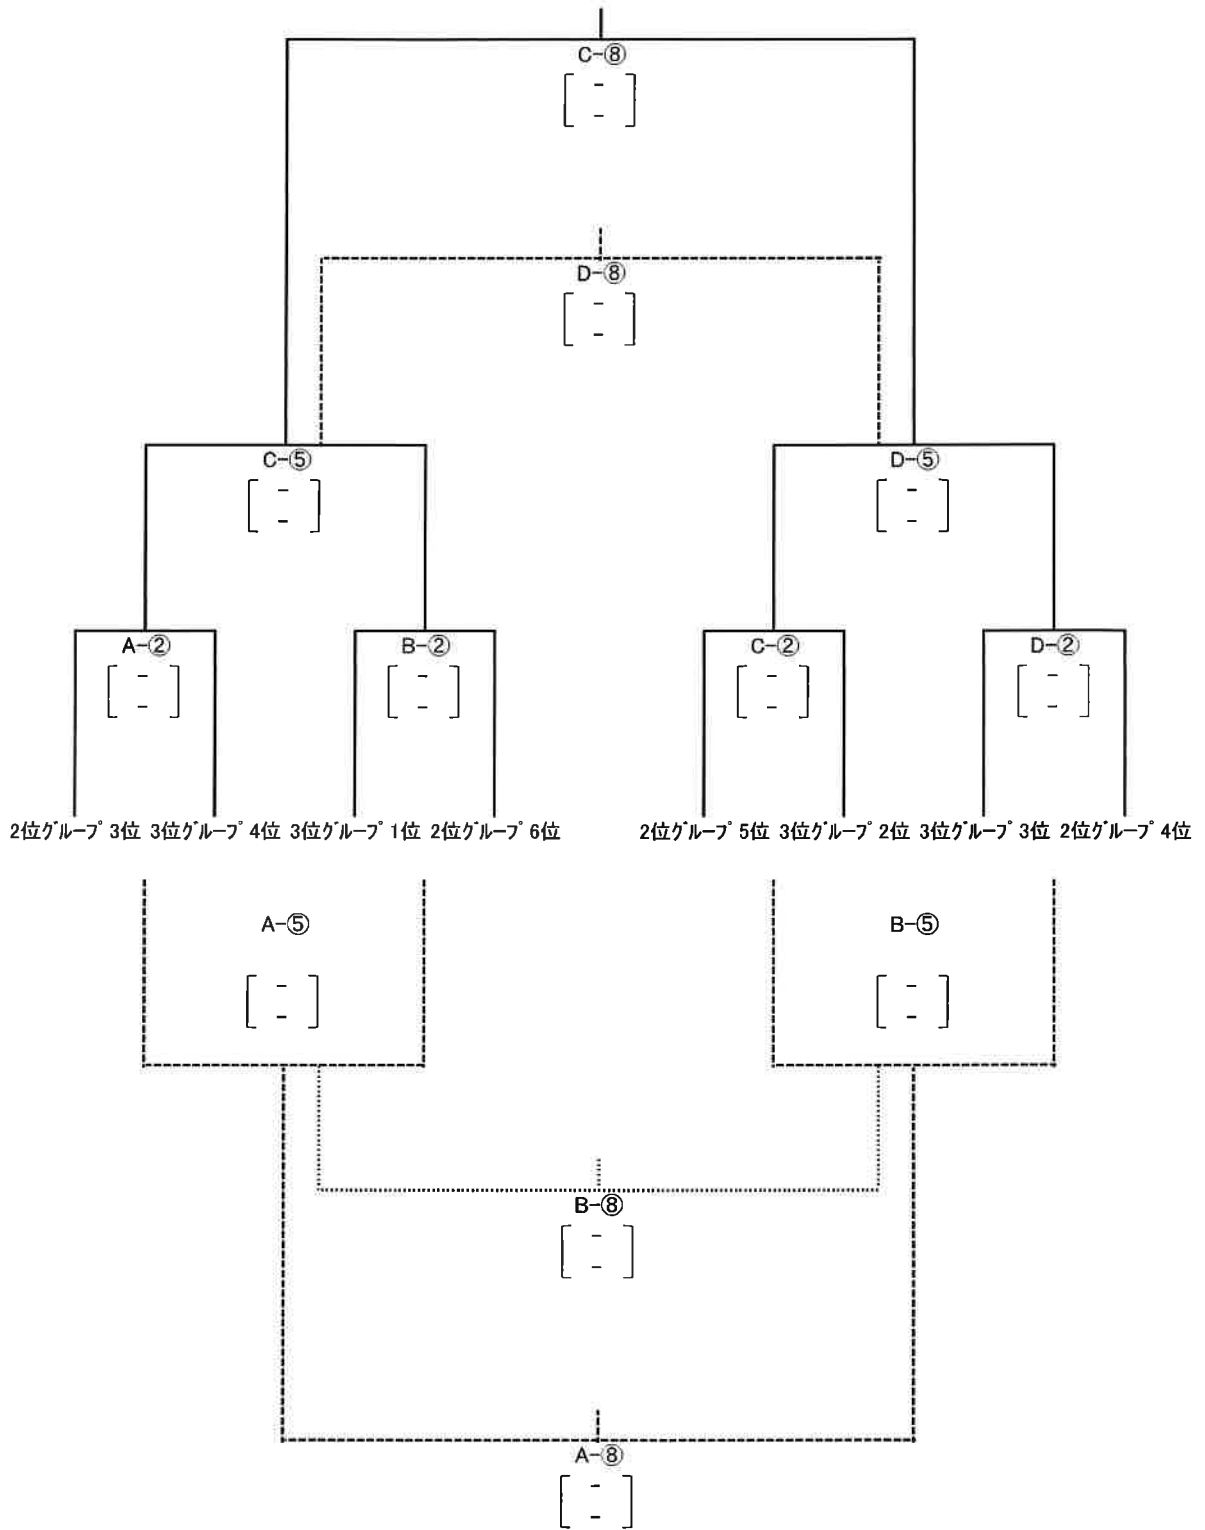 C-⑧
[ - - ]
D-⑧
[ - - ]
C-⑤ D-⑤
[ - - ] [ - - ]
A-② B-② C-② D-②
[ - - ] [ - - ] [ - - ] [ - - ]
2位ｸﾞﾙｰﾌﾟ 3位 3位ｸﾞﾙｰﾌﾟ 4位 3位ｸﾞﾙｰﾌﾟ 1位 2位ｸﾞﾙｰﾌﾟ 6位 2位ｸﾞﾙｰﾌﾟ 5位 3位ｸﾞﾙｰﾌﾟ 2位 3位ｸﾞﾙｰﾌﾟ 3位 2位ｸﾞﾙｰﾌﾟ 4位
A-⑤ B-⑤
[ - - ] [ - - ]
B-⑧
[ - - ]
A-⑧
[ - - ]